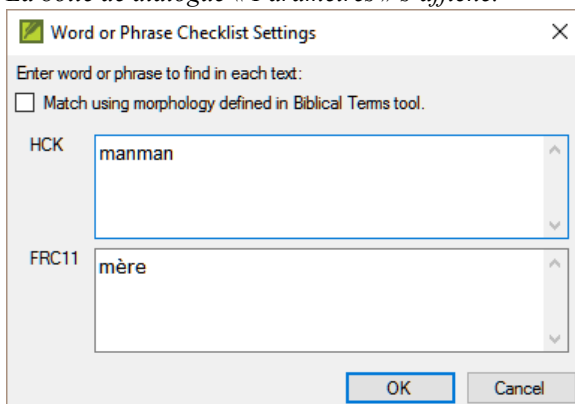 La boîte de dialogue "Paramètres" s'affiche.
Word or Phrase Checklist Settings
Enter word or phrase to find in each text:
Match using morphology defined in Biblical Terms tool.
HCK
manman
FRC11
mère
OK Cancel